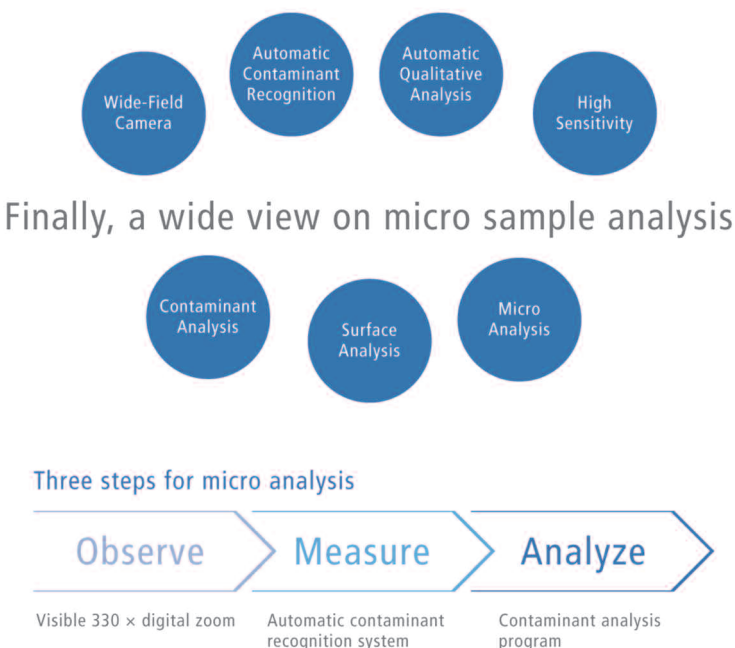 Wide-Field
Camera
Automatic
Contaminant
Recognition
Automatic
Qualitative
Analysis
High
Sensitivity
Finally, a wide view on micro sample analysis
Contaminant
Analysis
Surface
Analysis
Micro
Analysis
Three steps for micro analysis
Observe
Measure
Analyze
Visible 330 × digital zoom
Automatic contaminant
recognition system
Contaminant analysis
program